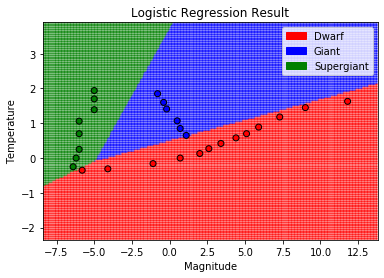 Logistic Regression Result
Dwarf
Giant
Supergiant
3
2
1
0
−1
−2
Temperature
−7.5
−5.0
−2.5
0.0
2.5
5.0
7.5
10.0
12.5
Magnitude